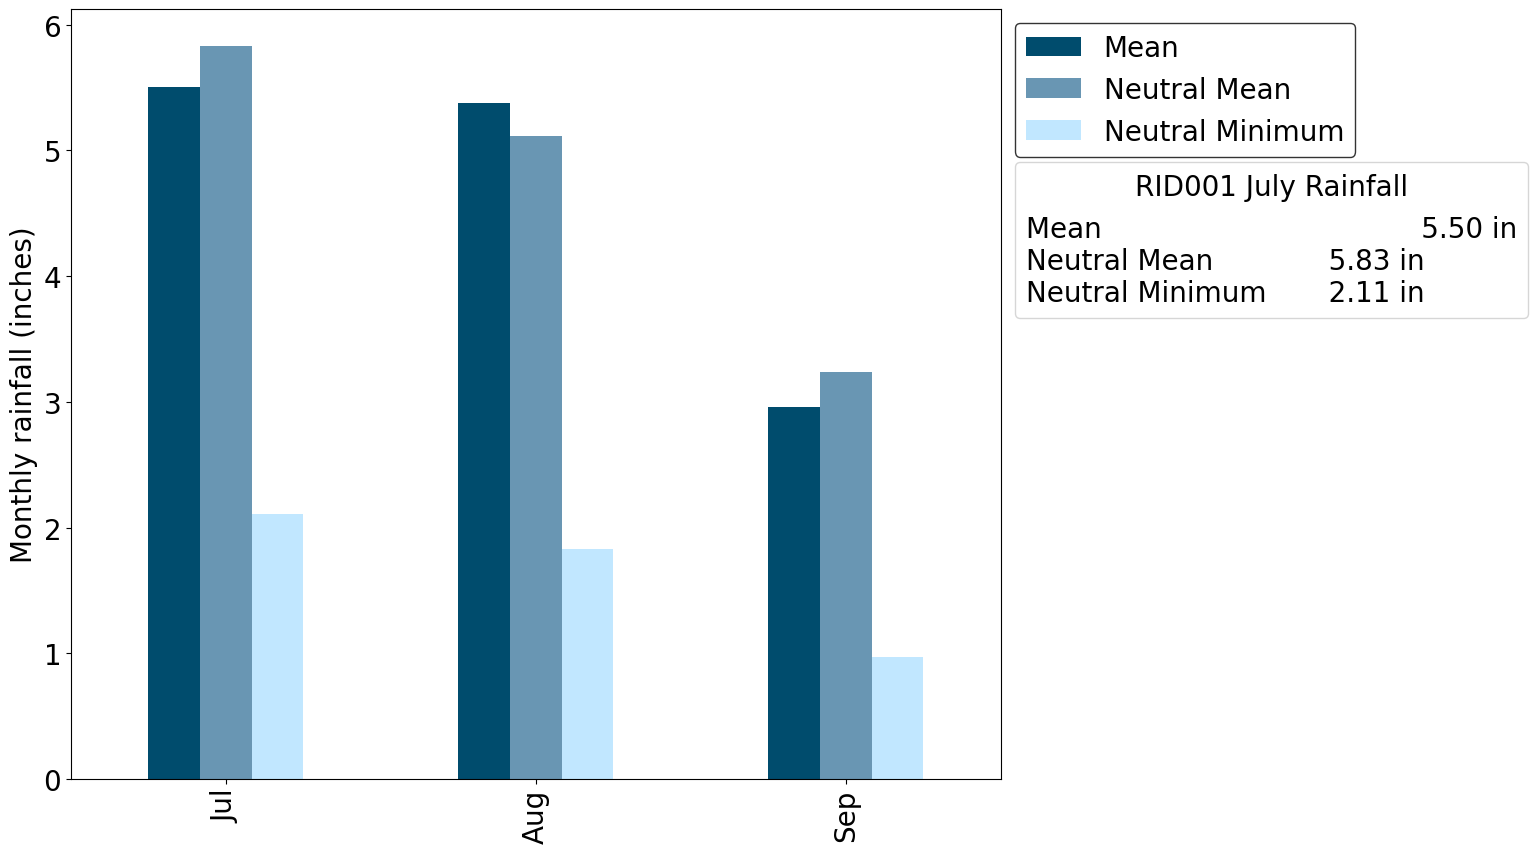 Monthly rainfall (inches)
6
5
4
3
2
1
0
Jul
Aug
Sep
Mean
Neutral Mean
Neutral Minimum
RID001 July Rainfall
Mean 5.50 in
Neutral Mean 5.83 in
Neutral Minimum 2.11 in